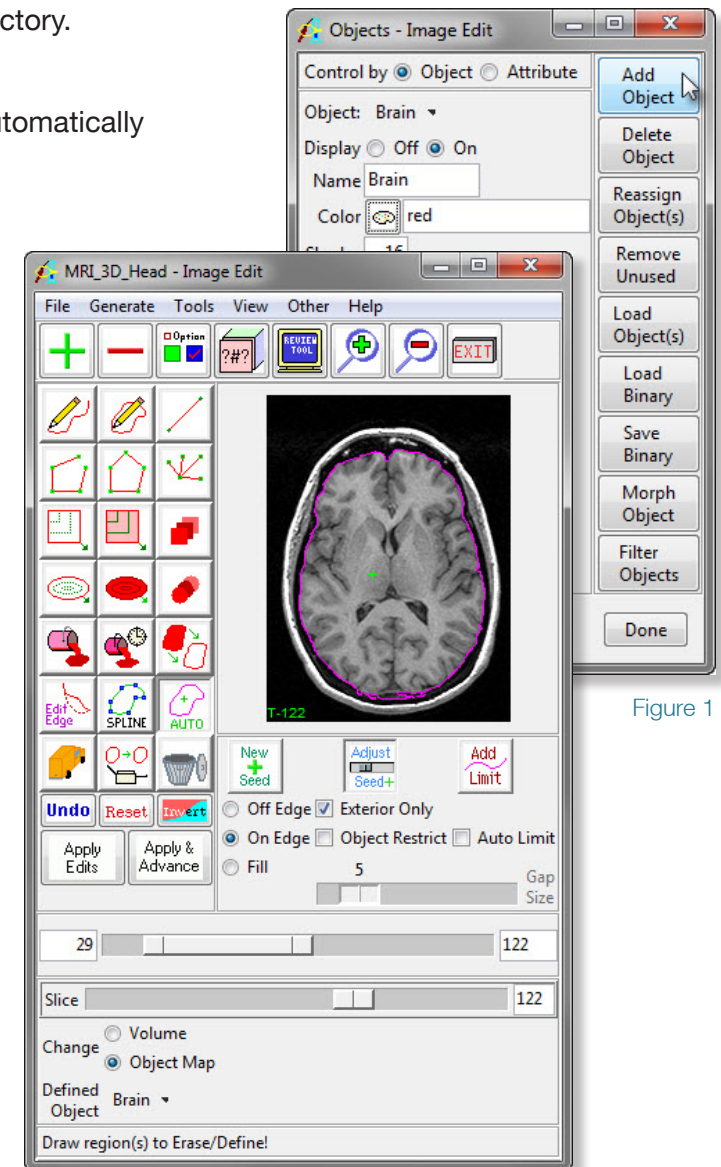 ctory.
utomatically
Objects - Image Edit
Control by Object Attribute
Object: Brain
Display Off On
Name Brain
Color red
16
Add
Object
Delete
Object
Reassign
Object(s)
Remove
Unused
Load
Object(s)
Load
Binary
Save
Binary
Morph
Object
Filter
Objects
Done
Figure 1
MRI_3D_Head - Image Edit
File Generate Tools View Other Help
Option
?#?
REVIEW
TOOL
EXIT
Edit
Edge
SPLINE
AUTO
T-122
Undo Reset Invert
Apply
Edits
Apply &
Advance
New
Seed
Adjust
Seed+
Add
Limit
Off Edge Exterior Only
On Edge Object Restrict Auto Limit
Fill 5 Gap
Size
29 122
Slice 122
Change Volume
Object Map
Defined
Object Brain
Draw region(s) to Erase/Define!